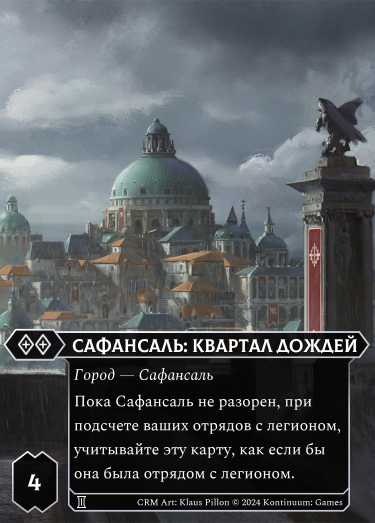 САФАНСАЛЬ: КВАРТАЛ ДОЖДЕЙ
Город — Сафансаль
Пока Сафансаль не разорен, при
подсчете ваших отрядов с легионом,
учитывайте эту карту, как если бы
она была отрядом с легионом.
4
III CRM Art: Klaus Pillon © 2024 Kontinuum: Games